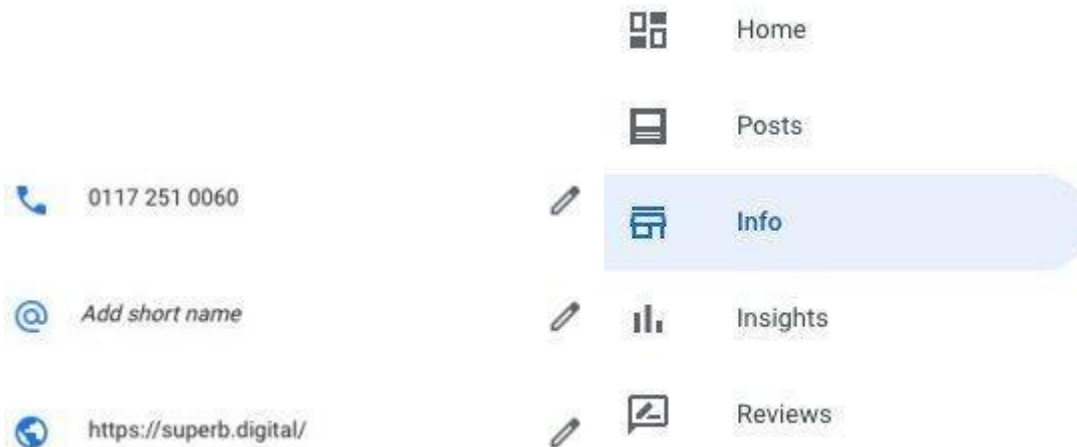 0117 251 0060
Add short name
https://superb.digital/
Home
Posts
Info
Insights
Reviews